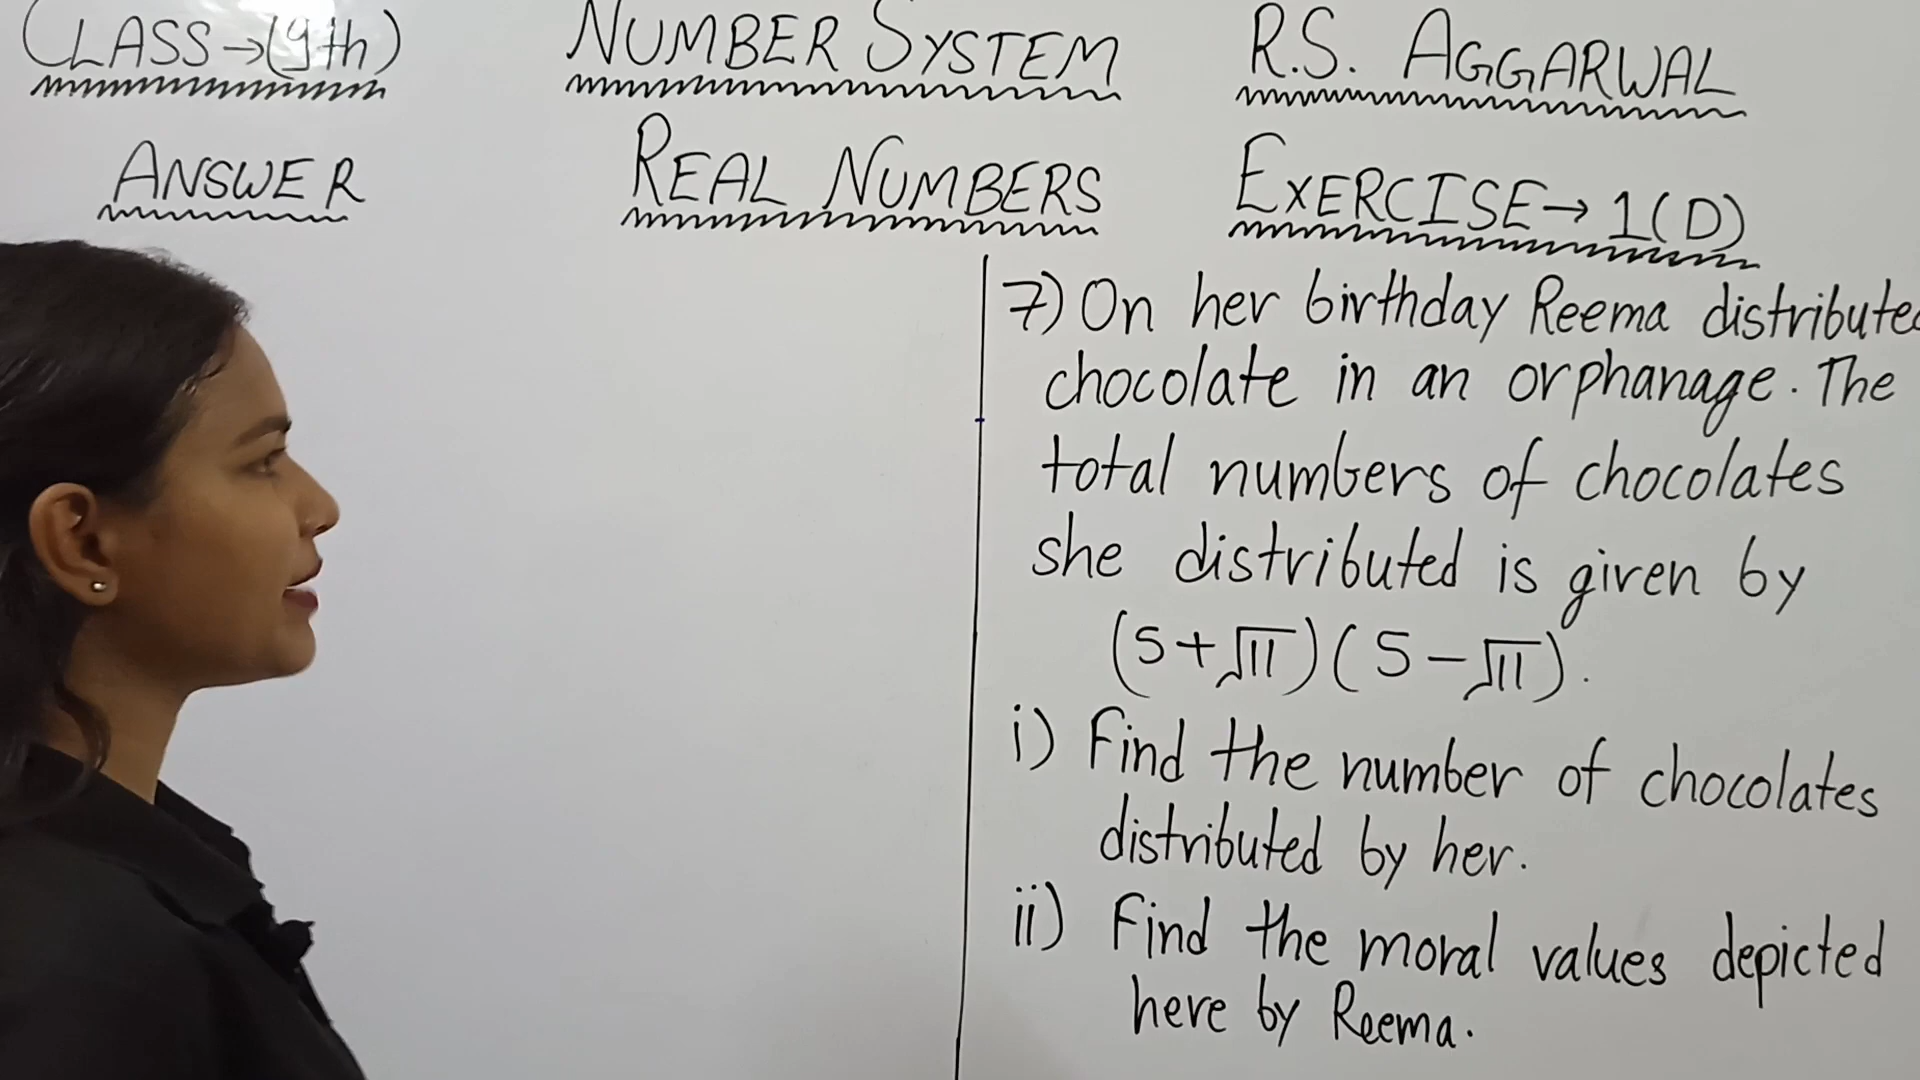 CLASS→(9th)
NUMBER SYSTEM
R.S. AGGARWAL
ANSWER
REAL NUMBERS
EXERCISE→1(D)
7) On her birthday Reema distributed
chocolate in an orphanage. The
total numbers of chocolates
she distributed is given by
(5+√11)(5-√11).
i) Find the number of chocolates
distributed by her.
ii) Find the moral values depicted
here by Reema.